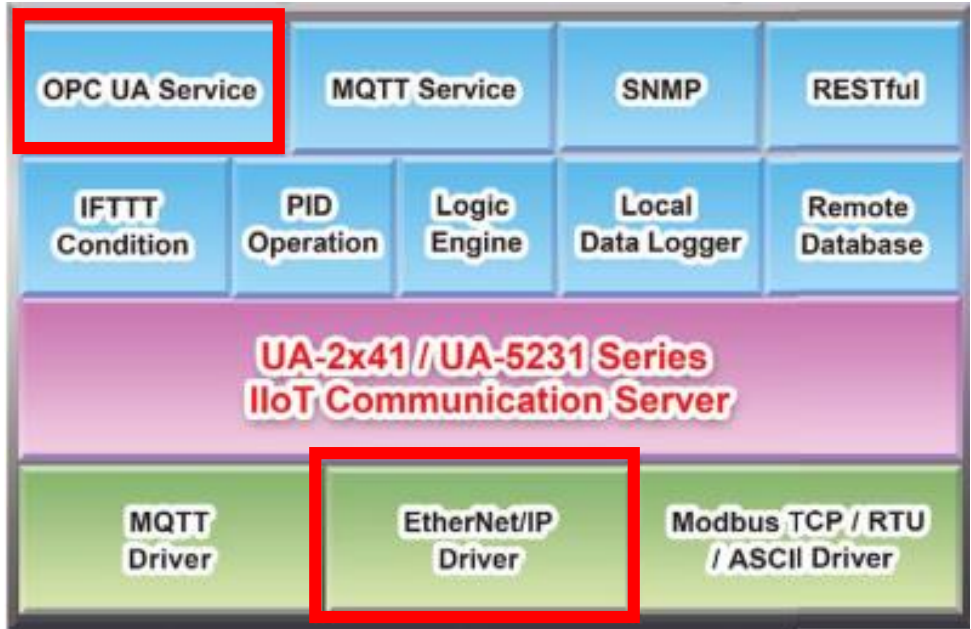 OPC UA Service
MQTT Service
SNMP
RESTful
IFTTT
Condition
PID
Operation
Logic
Engine
Local
Data Logger
Remote
Database
UA-2x41 / UA-5231 Series
IIoT Communication Server
MQTT
Driver
EtherNet/IP
Driver
Modbus TCP / RTU
/ ASCII Driver